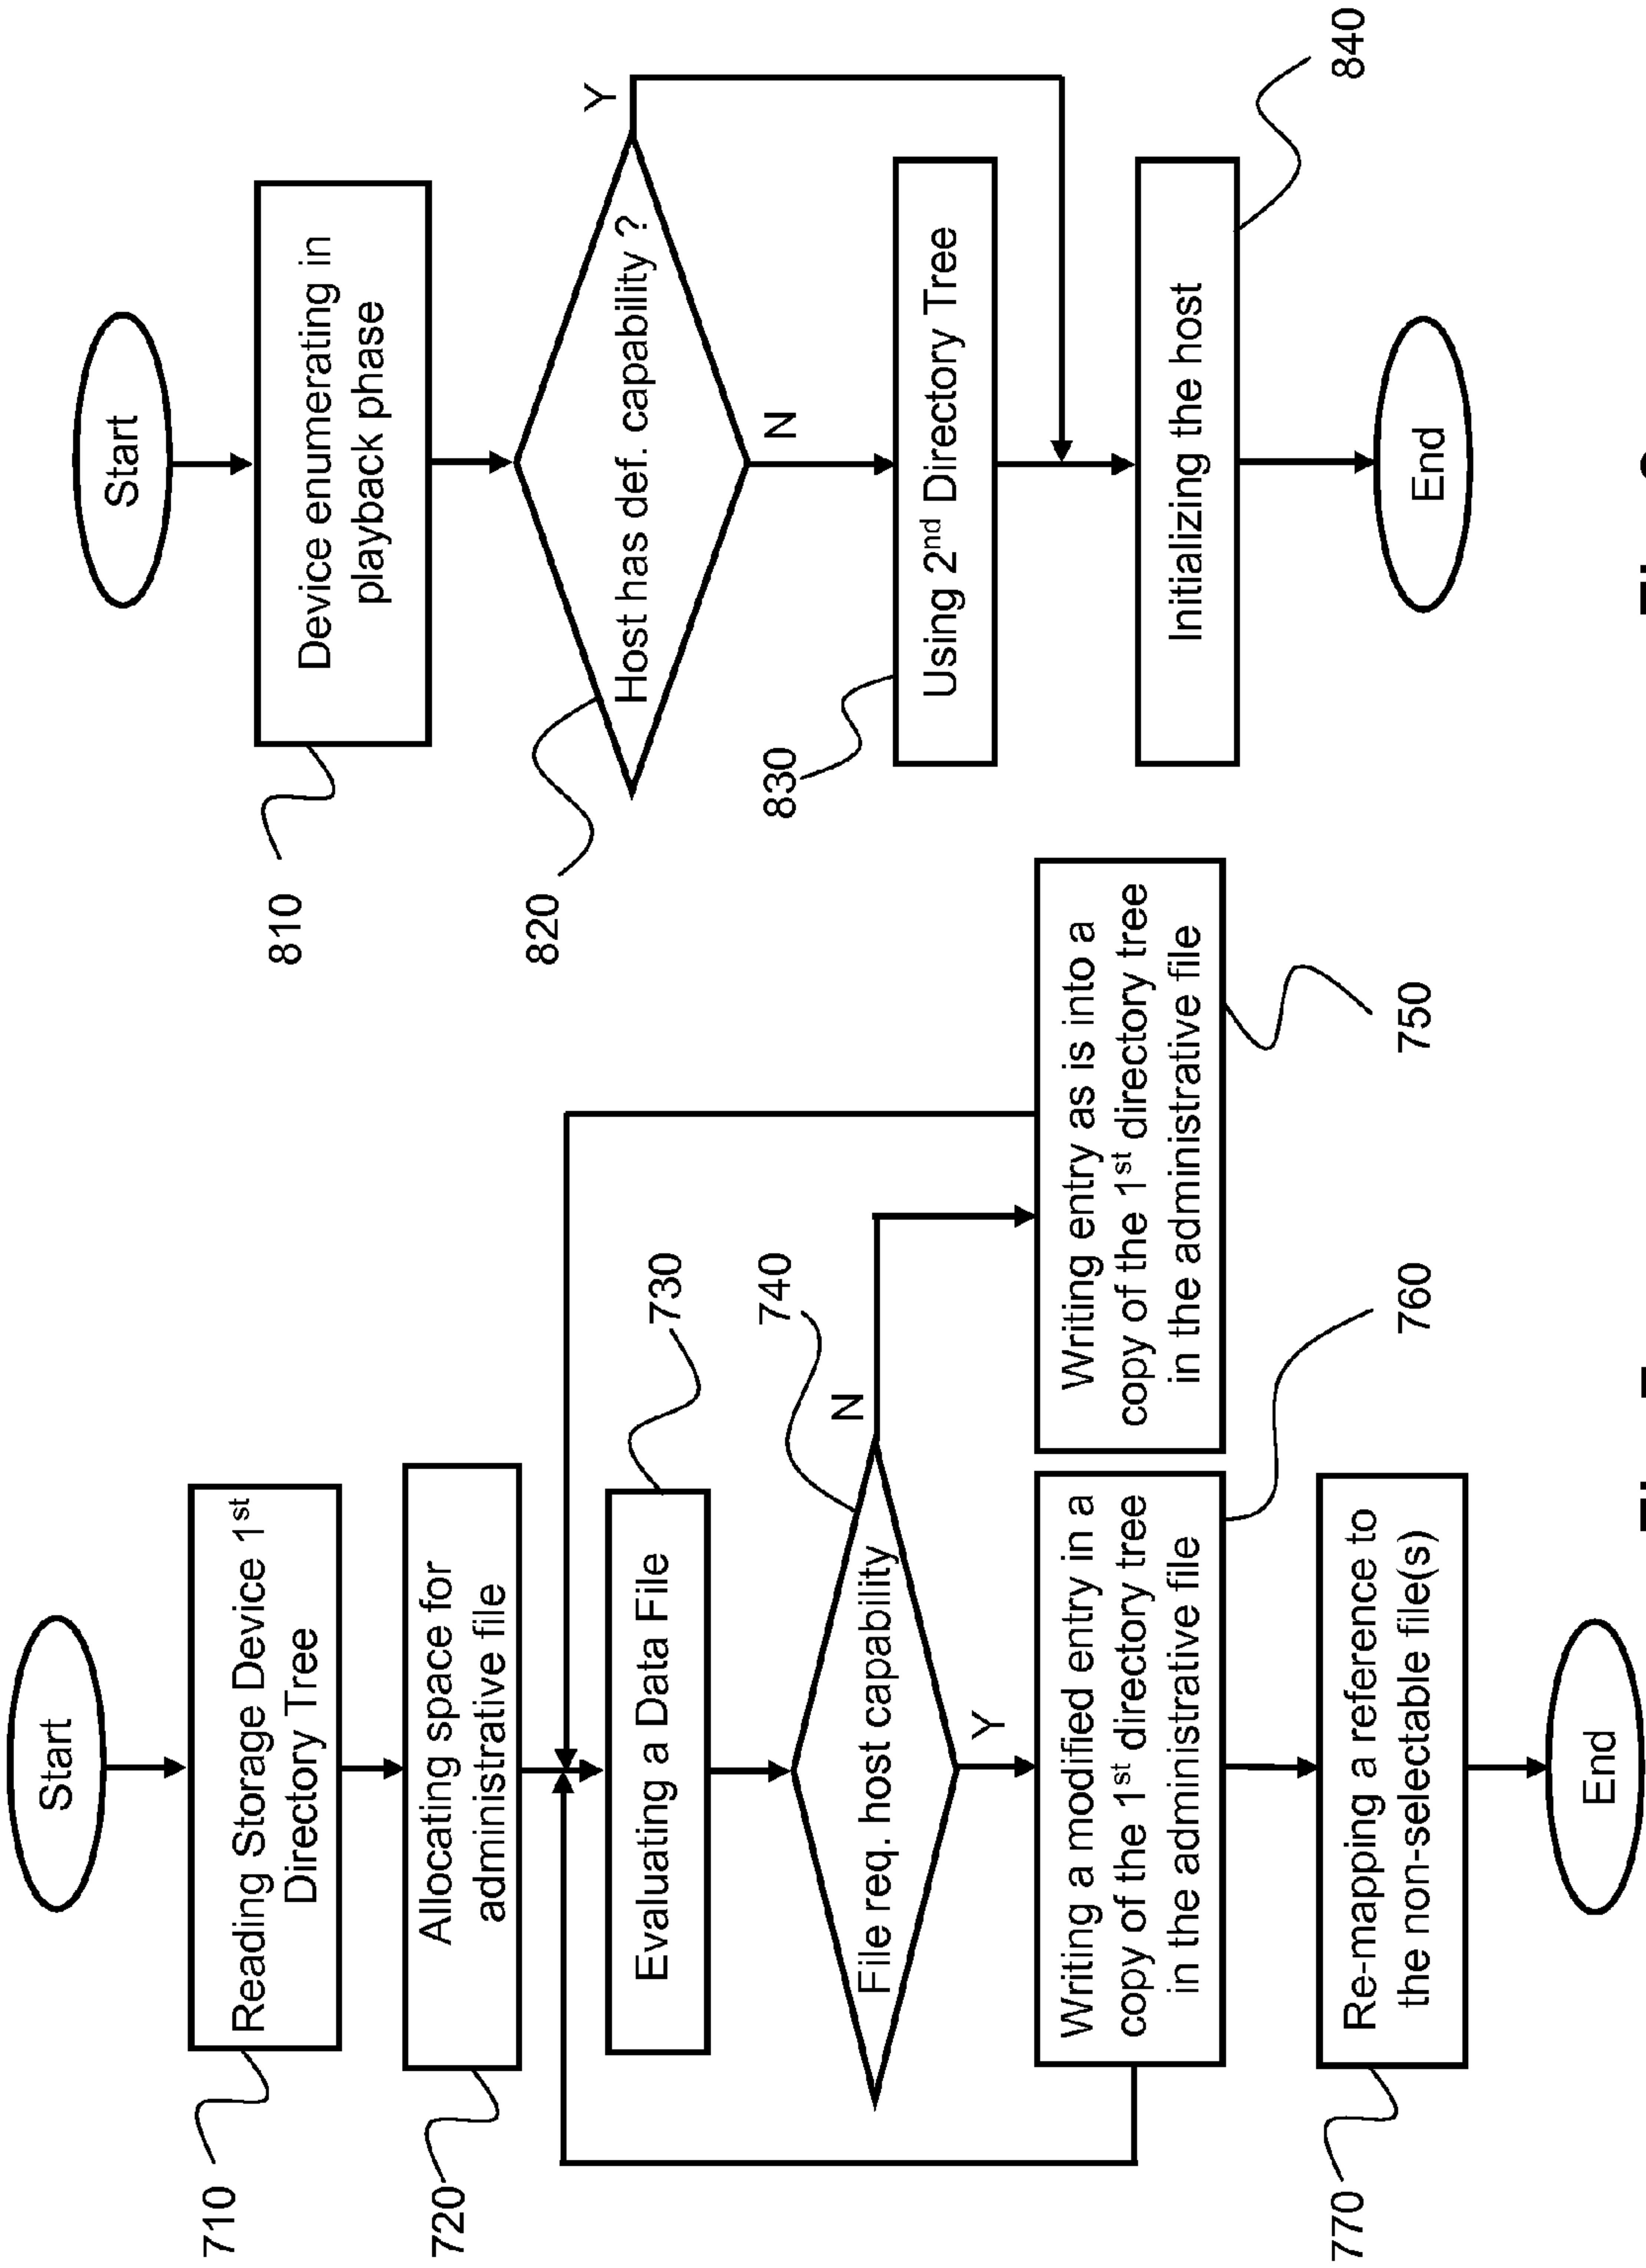 Start
710
Reading Storage Device 1st
Directory Tree
720
Allocating space for
administrative file
Evaluating a Data File
730
File req. host capability
740
N
Y
Writing a modified entry in a
copy of the 1st directory tree
in the administrative file
760
Writing entry as is into a
copy of the 1st directory tree
in the administrative file
750
770
Re-mapping a reference to
the non-selectable file(s)
End
Start
810
Device enumerating in
playback phase
820
Host has def. capability ?
Y
N
830
Using 2nd Directory Tree
Initializing the host
840
End